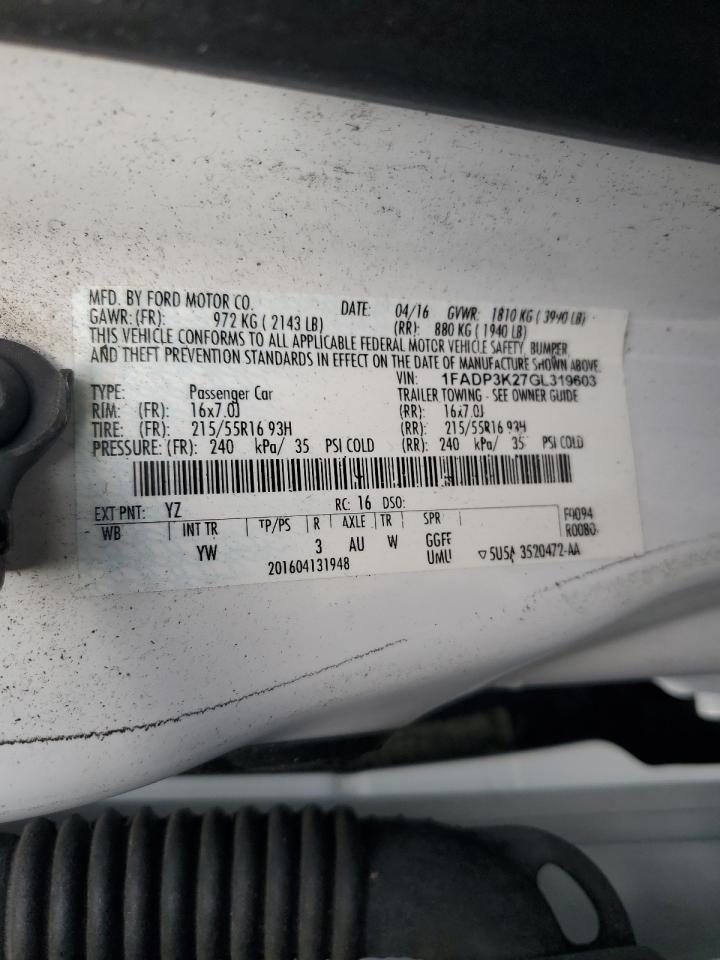 MFD. BY FORD MOTOR CO.
DATE: 04/16 GVWR: 1810 KG ( 3990 LB)
GAWR: (FR): 972 KG ( 2143 LB) (RR): 880 KG ( 1940 LB)
THIS VEHICLE CONFORMS TO ALL APPLICABLE FEDERAL MOTOR VEHICLE SAFETY, BUMPER,
AND THEFT PREVENTION STANDARDS IN EFFECT ON THE DATE OF MANUFACTURE SHOWN ABOVE.
VIN: 1FADP3K27GL319603
TYPE: Passenger Car TRAILER TOWING - SEE OWNER GUIDE
RIM: (FR): 16x7.0J (RR): 16x7.0J
TIRE: (FR): 215/55R16 93H (RR): 215/55R16 93H
PRESSURE: (FR): 240 kPa/ 35 PSI COLD (RR): 240 kPa/ 35 PSI COLD
EXT PNT: YZ RC: 16 DSO:
WB INT TR TP/PS R AXLE TR SPR F0094
R0080
YW 3 AU W GGFF
UMU
201604131948 ▽5U5A 3520472-AA